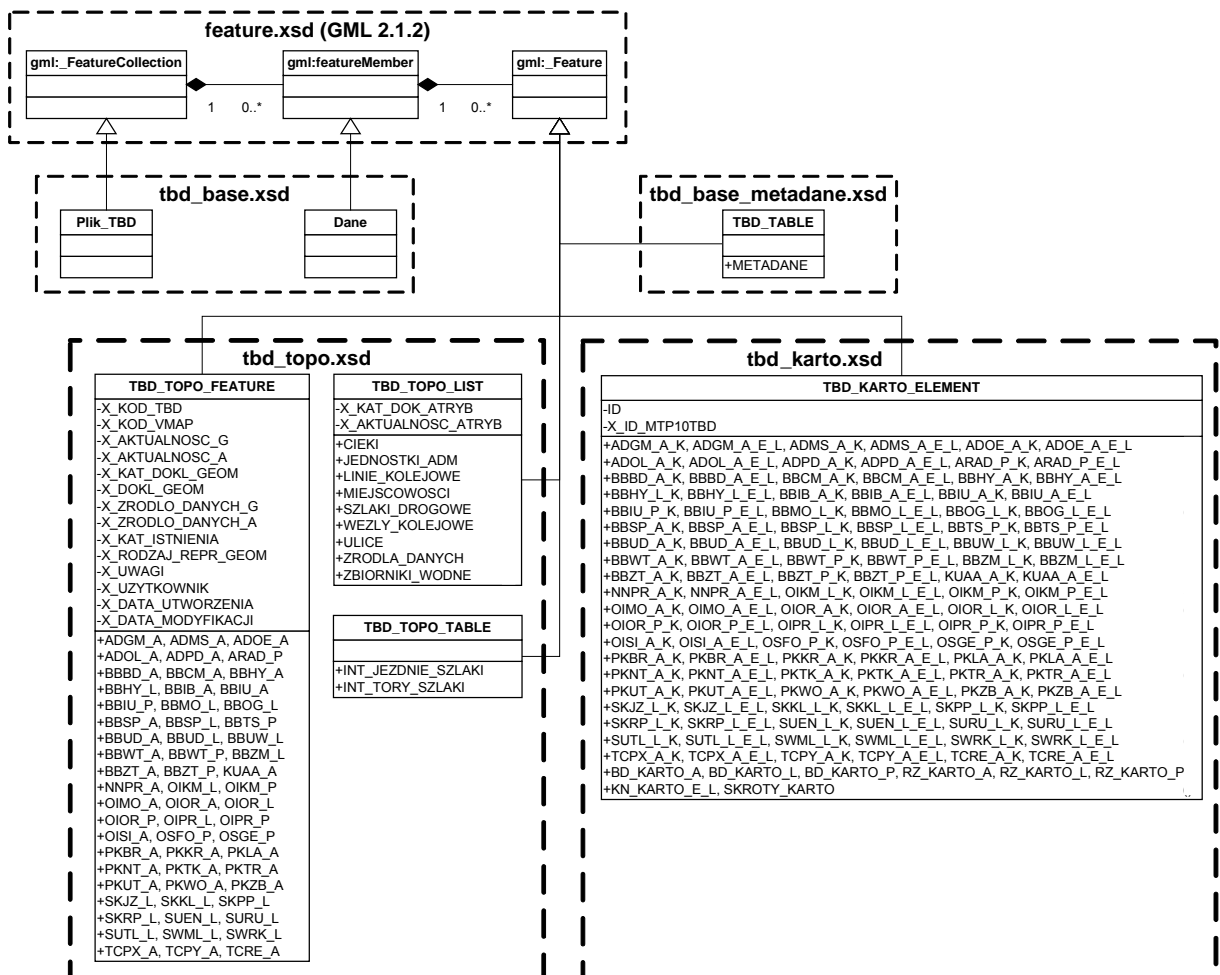 feature.xsd (GML 2.1.2)
gml:_FeatureCollection
gml:featureMember
gml:_Feature
1 0..*
1 0..*
tbd_base.xsd
Plik_TBD
Dane
tbd_base_metadane.xsd
TBD_TABLE
+METADANE
tbd_topo.xsd
TBD_TOPO_FEATURE
-X_KOD_TBD
-X_KOD_VMAP
-X_AKTUALNOSC_G
-X_AKTUALNOSC_A
-X_KAT_DOKL_GEOM
-X_DOKL_GEOM
-X_ZRODLO_DANYCH_G
-X_ZRODLO_DANYCH_A
-X_KAT_ISTNIENIA
-X_RODZAJ_REPR_GEOM
-X_UWAGI
-X_UZYTKOWNIK
-X_DATA_UTWORZENIA
-X_DATA_MODYFIKACJI
+ADGM_A, ADMS_A, ADOE_A
+ADOL_A, ADPD_A, ARAD_P
+BBBD_A, BBCM_A, BBHY_A
+BBHY_L, BBIB_A, BBIU_A
+BBIU_P, BBMO_L, BBOG_L
+BBSP_A, BBSP_L, BBTS_P
+BBUD_A, BBUD_L, BBUW_L
+BBWT_A, BBWT_P, BBZM_L
+BBZT_A, BBZT_P, KUAA_A
+NNPR_A, OIKM_L, OIKM_P
+OIMO_A, OIOR_A, OIOR_L
+OIOR_P, OIPR_L, OIPR_P
+OISI_A, OSFO_P, OSGE_P
+PKBR_A, PKKR_A, PKLA_A
+PKNT_A, PKTK_A, PKTR_A
+PKUT_A, PKWO_A, PKZB_A
+SKJZ_L, SKKL_L, SKPP_L
+SKRP_L, SUEN_L, SURU_L
+SUTL_L, SWML_L, SWRK_L
+TCPX_A, TCPY_A, TCRE_A
TBD_TOPO_LIST
-X_KAT_DOK_ATRYB
-X_AKTUALNOSC_ATRYB
+CIEKI
+JEDNOSTKI_ADM
+LINIE_KOLEJOWE
+MIEJSCOWOSCI
+SZLAKI_DROGOWE
+WEZLY_KOLEJOWE
+ULICE
+ZRODLA_DANYCH
+ZBIORNIKI_WODNE
TBD_TOPO_TABLE
+INT_JEZDNIE_SZLAKI
+INT_TORY_SZLAKI
tbd_karto.xsd
TBD_KARTO_ELEMENT
-ID
-X_ID_MTP10TBD
+ADGM_A_K, ADGM_A_E_L, ADMS_A_K, ADMS_A_E_L, ADOE_A_K, ADOE_A_E_L
+ADOL_A_K, ADOL_A_E_L, ADPD_A_K, ADPD_A_E_L, ARAD_P_K, ARAD_P_E_L
+BBBD_A_K, BBBD_A_E_L, BBCM_A_K, BBCM_A_E_L, BBHY_A_K, BBHY_A_E_L
+BBHY_L_K, BBHY_L_E_L, BBIB_A_K, BBIB_A_E_L, BBIU_A_K, BBIU_A_E_L
+BBIU_P_K, BBIU_P_E_L, BBMO_L_K, BBMO_L_E_L, BBOG_L_K, BBOG_L_E_L
+BBSP_A_K, BBSP_A_E_L, BBSP_L_K, BBSP_L_E_L, BBTS_P_K, BBTS_P_E_L
+BBUD_A_K, BBUD_A_E_L, BBUD_L_K, BBUD_L_E_L, BBUW_L_K, BBUW_L_E_L
+BBWT_A_K, BBWT_A_E_L, BBWT_P_K, BBWT_P_E_L, BBZM_L_K, BBZM_L_E_L
+BBZT_A_K, BBZT_A_E_L, BBZT_P_K, BBZT_P_E_L, KUAA_A_K, KUAA_A_E_L
+NNPR_A_K, NNPR_A_E_L, OIKM_L_K, OIKM_L_E_L, OIKM_P_K, OIKM_P_E_L
+OIMO_A_K, OIMO_A_E_L, OIOR_A_K, OIOR_A_E_L, OIOR_L_K, OIOR_L_E_L
+OIOR_P_K, OIOR_P_E_L, OIPR_L_K, OIPR_L_E_L, OIPR_P_K, OIPR_P_E_L
+OISI_A_K, OISI_A_E_L, OSFO_P_K, OSFO_P_E_L, OSGE_P_K, OSGE_P_E_L
+PKBR_A_K, PKBR_A_E_L, PKKR_A_K, PKKR_A_E_L, PKLA_A_K, PKLA_A_E_L
+PKNT_A_K, PKNT_A_E_L, PKTK_A_K, PKTK_A_E_L, PKTR_A_K, PKTR_A_E_L
+PKUT_A_K, PKUT_A_E_L, PKWO_A_K, PKWO_A_E_L, PKZB_A_K, PKZB_A_E_L
+SKJZ_L_K, SKJZ_L_E_L, SKKL_L_K, SKKL_L_E_L, SKPP_L_K, SKPP_L_E_L
+SKRP_L_K, SKRP_L_E_L, SUEN_L_K, SUEN_L_E_L, SURU_L_K, SURU_L_E_L
+SUTL_L_K, SUTL_L_E_L, SWML_L_K, SWML_L_E_L, SWRK_L_K, SWRK_L_E_L
+TCPX_A_K, TCPX_A_E_L, TCPY_A_K, TCPY_A_E_L, TCRE_A_K, TCRE_A_E_L
+BD_KARTO_A, BD_KARTO_L, BD_KARTO_P, RZ_KARTO_A, RZ_KARTO_L, RZ_KARTO_P
+KN_KARTO_E_L, SKROTY_KARTO